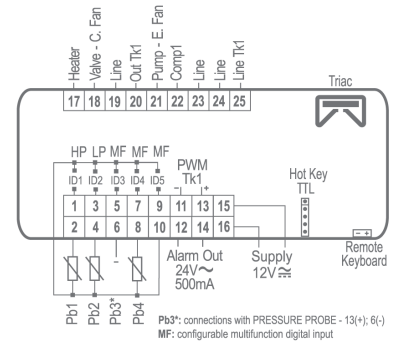 Heater
Valve - C. Fan
Line
Out Tk1
Pump - E. Fan
Comp1
Line
Line
Line Tk1
Triac
17 18 19 20 21 22 23 24 25
HP LP MF MF MF
PWM
Tk1
ID1 ID2 ID3 ID4 ID5
- +
Hot Key
TTL
1 3 5 7 9 11 13 15
2 4 6 8 10 12 14 16
- +
Remote
Keyboard
Alarm Out
24V~
500mA
Supply
12V≂
-
Pb1
Pb2
Pb3*
Pb4
Pb3*: connections with PRESSURE PROBE - 13(+); 6(-)
MF: configurable multifunction digital input